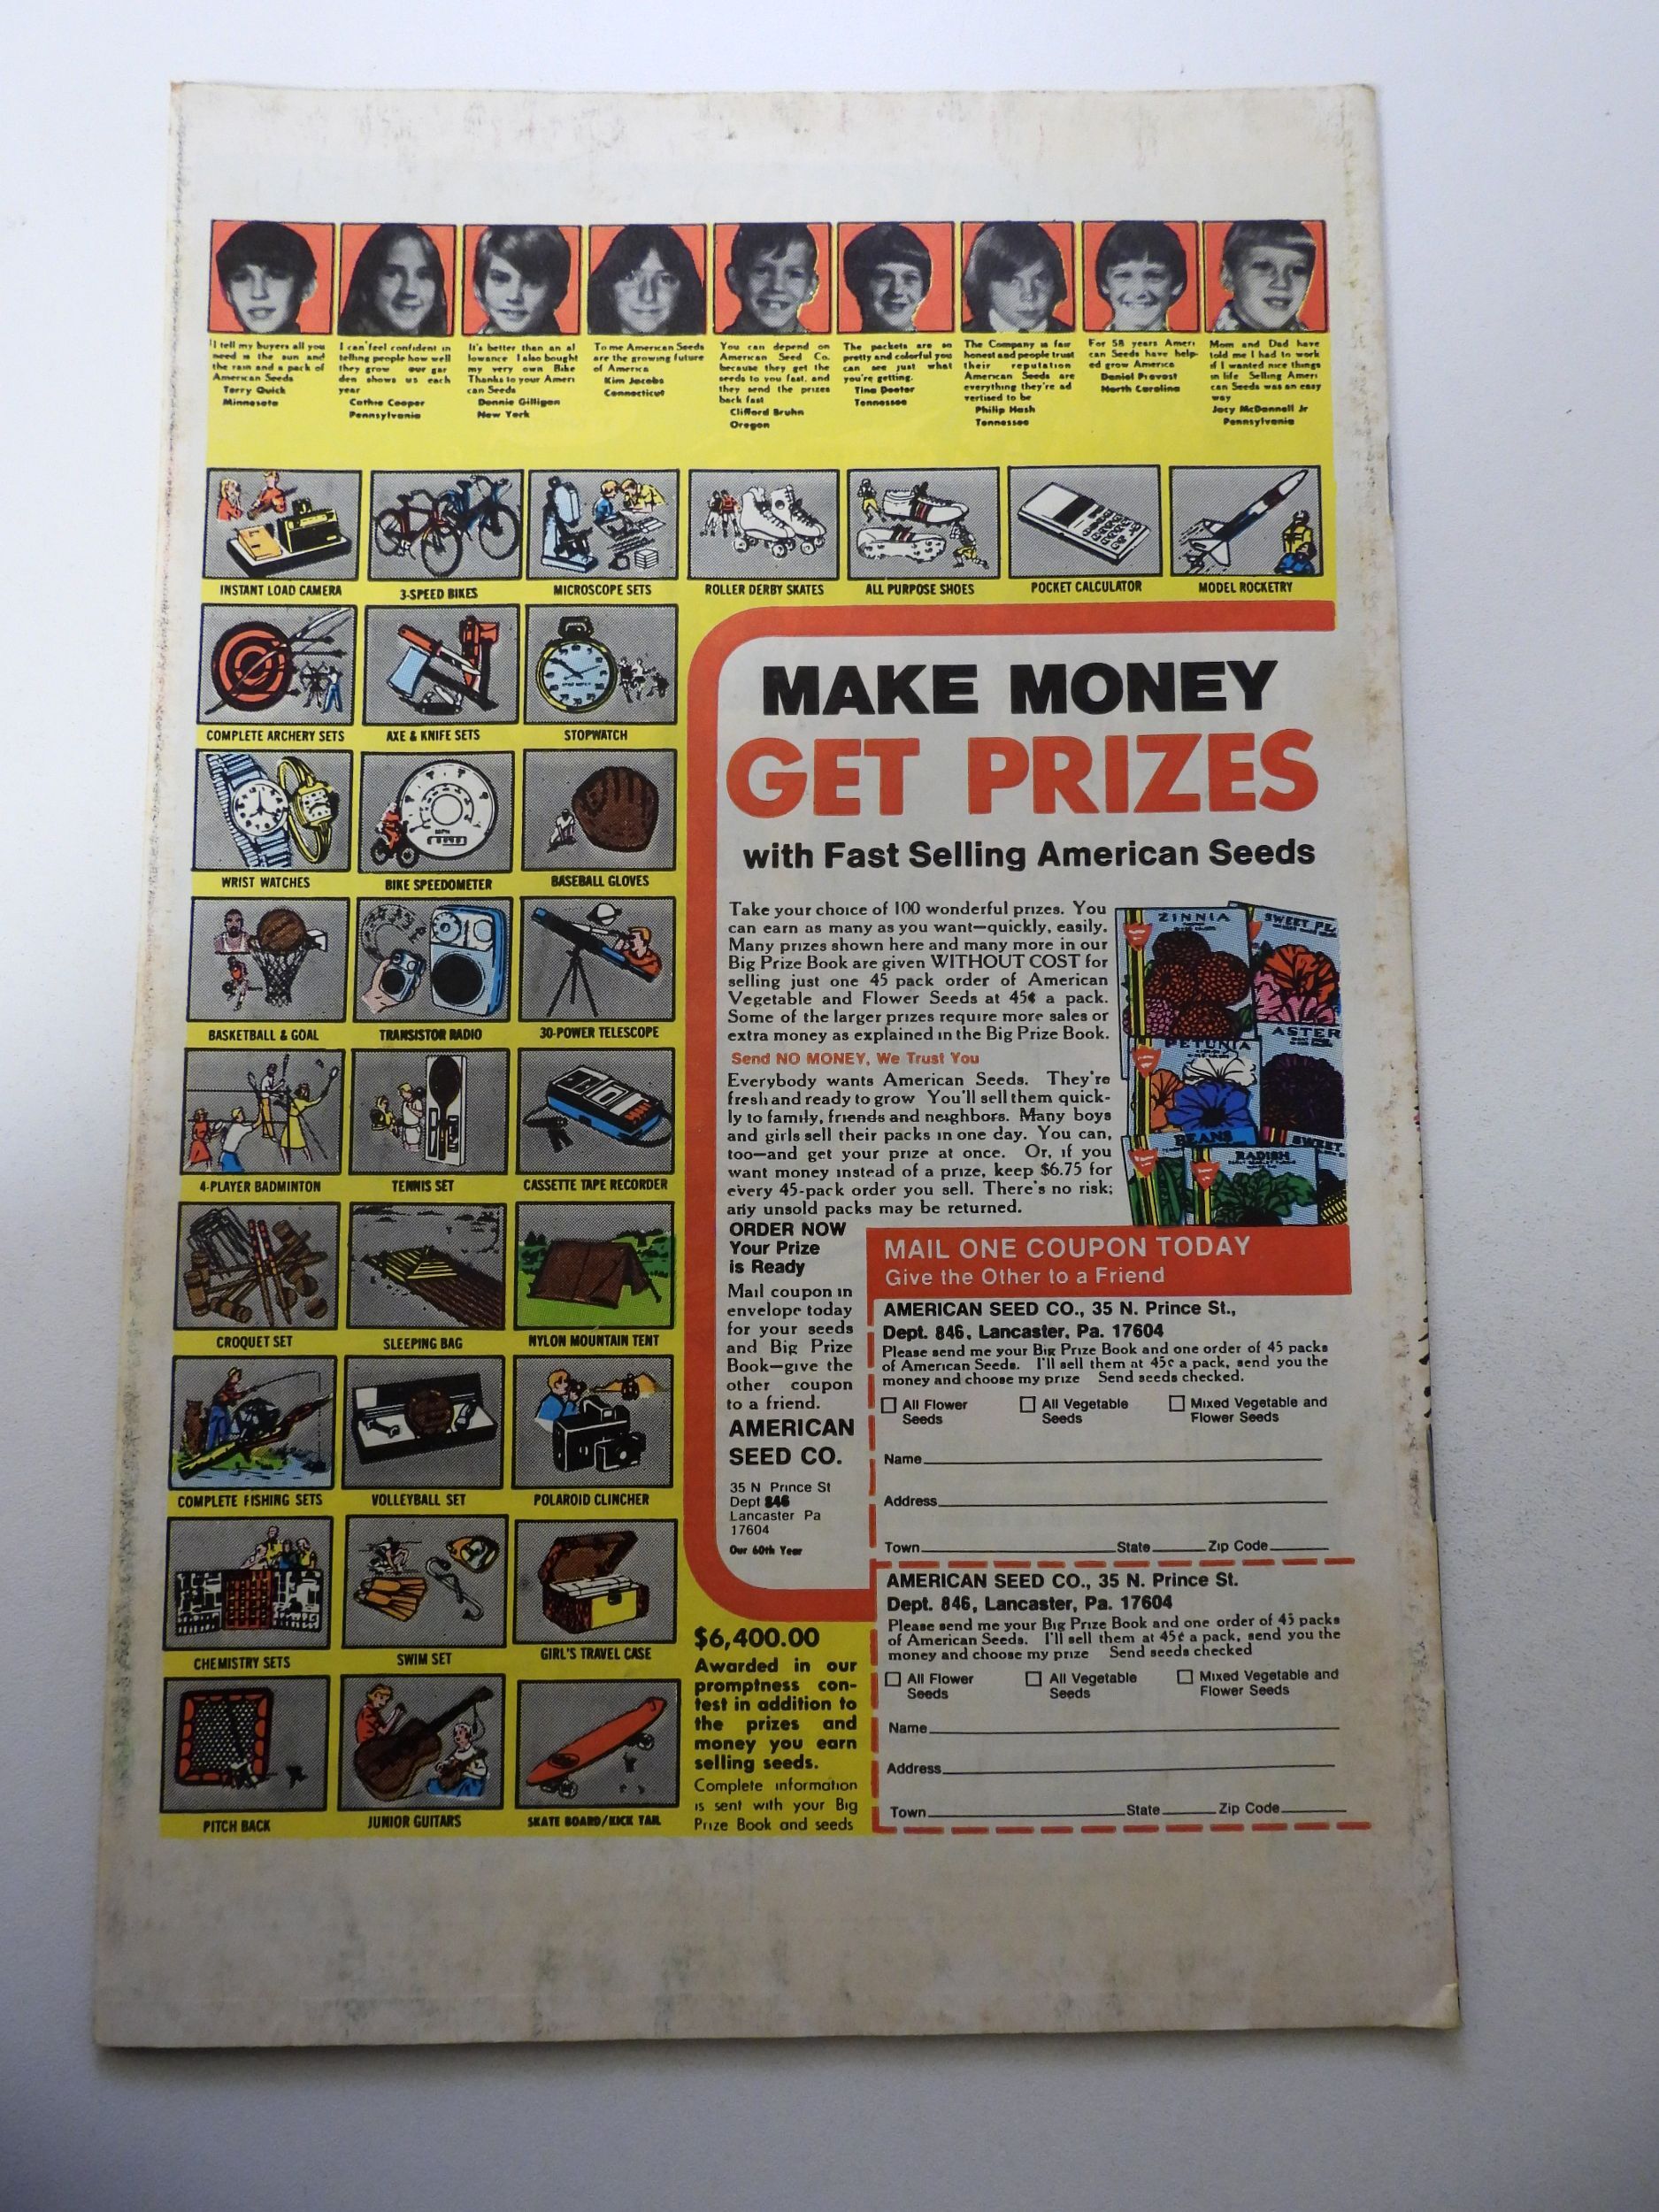 I tell my buyers all you
need is the sun and
the rain and a pack of
American Seeds
Terry Quick
Minnesota
I can feel confident in
telling people how well
they grow our gar
den shows us each
year
Cathie Cooper
Pennsylvania
It's better than an al
lowance I also bought
my very own Bike
Thanks to your Ameri
can Seeds
Donnie Gilligan
New York
To me American Seeds
are the growing future
of America
Kim Jacobs
Connecticut
You can depend on
American Seed Co.
because they get the
seeds to you fast, and
they send the prizes
back fast
Clifford Bruhn
Oregon
The packets are so
pretty and colorful you
can see just what
you're getting.
Tina Doster
Tennessee
The Company is fair
honest and people trust
their reputation
American Seeds are
everything they're ad
vertised to be
Philip Hash
Tennessee
For 58 years Ameri
can Seeds have help-
ed grow America
Daniel Provost
North Carolina
Mom and Dad have
told me I had to work
if I wanted nice things
in life Selling Ameri
can Seeds was an easy
way
Jacy McDannell Jr
Pennsylvania
INSTANT LOAD CAMERA
3-SPEED BIKES
MICROSCOPE SETS
ROLLER DERBY SKATES
ALL PURPOSE SHOES
POCKET CALCULATOR
MODEL ROCKETRY
COMPLETE ARCHERY SETS
AXE & KNIFE SETS
STOPWATCH
WRIST WATCHES
MPH
BIKE SPEEDOMETER
BASEBALL GLOVES
BASKETBALL & GOAL
TRANSISTOR RADIO
30-POWER TELESCOPE
4-PLAYER BADMINTON
TENNIS SET
CASSETTE TAPE RECORDER
CROQUET SET
SLEEPING BAG
NYLON MOUNTAIN TENT
COMPLETE FISHING SETS
VOLLEYBALL SET
POLAROID CLINCHER
CHEMISTRY SETS
SWIM SET
GIRL'S TRAVEL CASE
PITCH BACK
JUNIOR GUITARS
SKATE BOARD/KICK TAIL
MAKE MONEY
GET PRIZES
with Fast Selling American Seeds
Take your choice of 100 wonderful prizes. You
can earn as many as you want—quickly, easily.
Many prizes shown here and many more in our
Big Prize Book are given WITHOUT COST for
selling just one 45 pack order of American
Vegetable and Flower Seeds at 45¢ a pack.
Some of the larger prizes require more sales or
extra money as explained in the Big Prize Book.
Send NO MONEY, We Trust You
Everybody wants American Seeds. They're
fresh and ready to grow You'll sell them quick-
ly to family, friends and neighbors. Many boys
and girls sell their packs in one day. You can,
too—and get your prize at once. Or, if you
want money instead of a prize, keep $6.75 for
every 45-pack order you sell. There's no risk;
any unsold packs may be returned.
ZINNIA
SWEET PE
ASTER
PETUNIA
BEANS
SWEET
RADISH
ORDER NOW
Your Prize
is Ready
Mail coupon in
envelope today
for your seeds
and Big Prize
Book—give the
other coupon
to a friend.
AMERICAN
SEED CO.
35 N Prince St
Dept 846
Lancaster Pa
17604
Our 60th Year
MAIL ONE COUPON TODAY
Give the Other to a Friend
AMERICAN SEED CO., 35 N. Prince St.,
Dept. 846, Lancaster, Pa. 17604
Please send me your Big Prize Book and one order of 45 packs
of American Seeds. I'll sell them at 45¢ a pack, send you the
money and choose my prize Send seeds checked.
All Flower
Seeds
All Vegetable
Seeds
Mixed Vegetable and
Flower Seeds
Name
Address
Town State Zip Code
AMERICAN SEED CO., 35 N. Prince St.
Dept. 846, Lancaster, Pa. 17604
Please send me your Big Prize Book and one order of 45 packs
of American Seeds. I'll sell them at 45¢ a pack, send you the
money and choose my prize Send seeds checked
All Flower
Seeds
All Vegetable
Seeds
Mixed Vegetable and
Flower Seeds
Name
Address
Town State Zip Code
$6,400.00
Awarded in our
promptness con-
test in addition to
the prizes and
money you earn
selling seeds.
Complete information
is sent with your Big
Prize Book and seeds